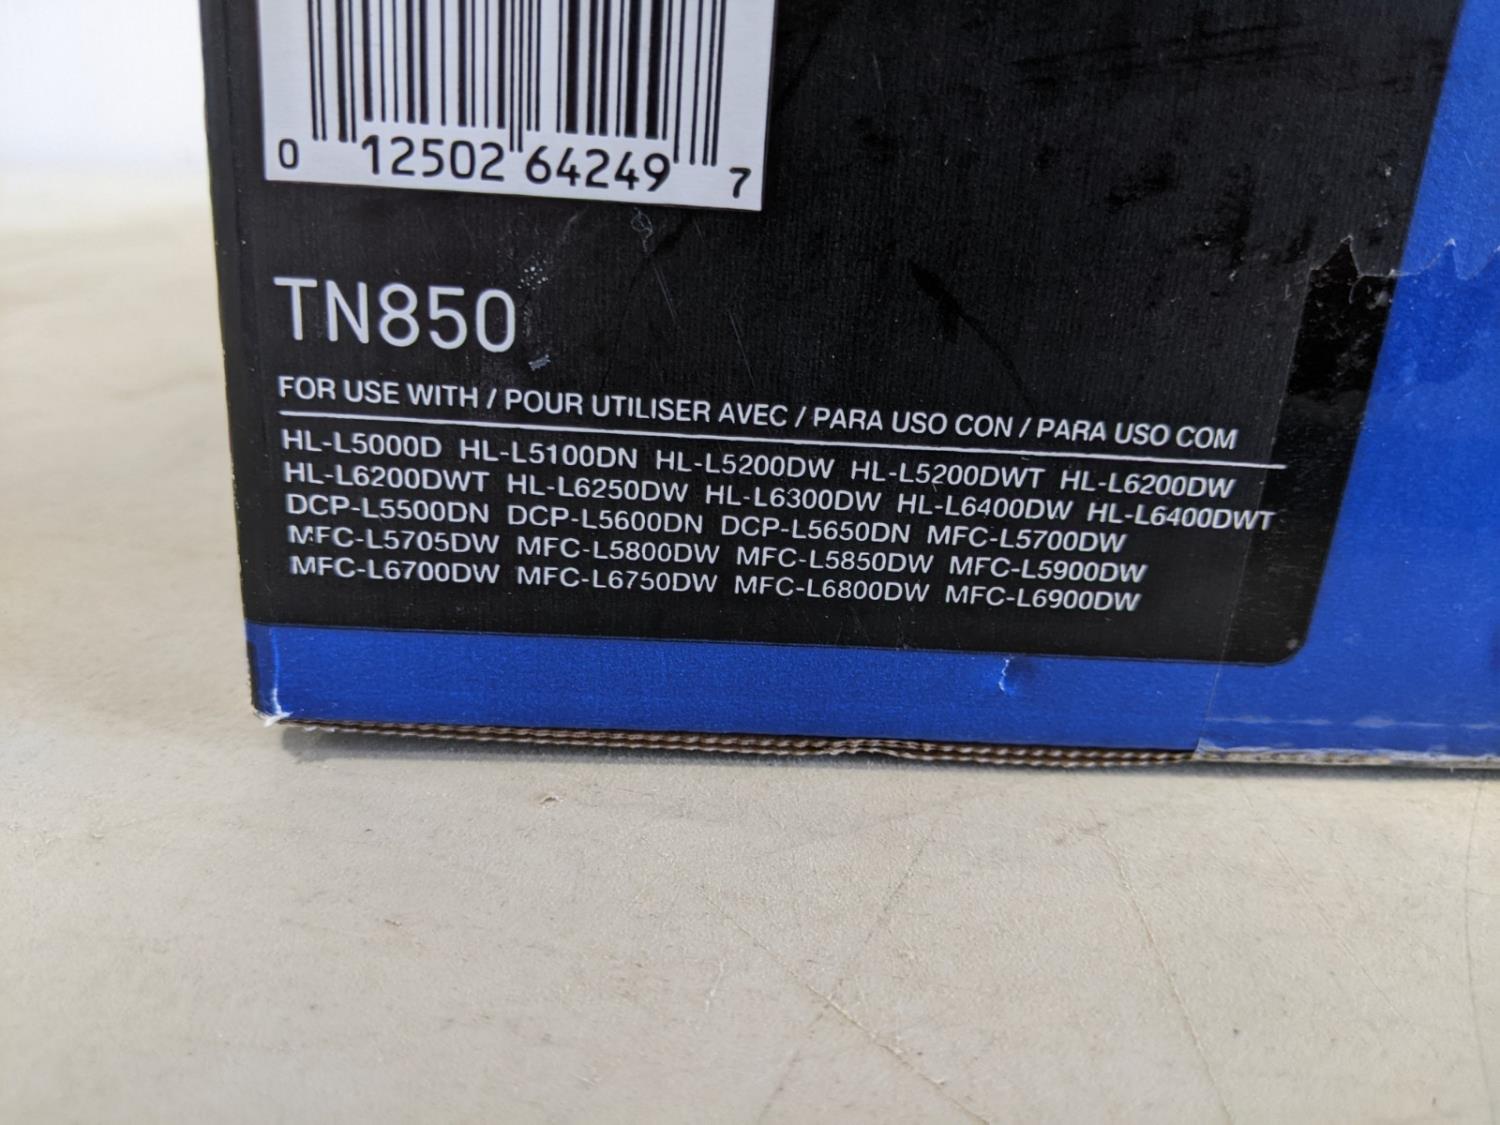 0 12502 64249 7
TN850
FOR USE WITH / POUR UTILISER AVEC / PARA USO CON / PARA USO COM
HL-L5000D HL-L5100DN HL-L5200DW HL-L5200DWT HL-L6200DW
HL-L6200DWT HL-L6250DW HL-L6300DW HL-L6400DW HL-L6400DWT
DCP-L5500DN DCP-L5600DN DCP-L5650DN MFC-L5700DW
MFC-L5705DW MFC-L5800DW MFC-L5850DW MFC-L5900DW
MFC-L6700DW MFC-L6750DW MFC-L6800DW MFC-L6900DW